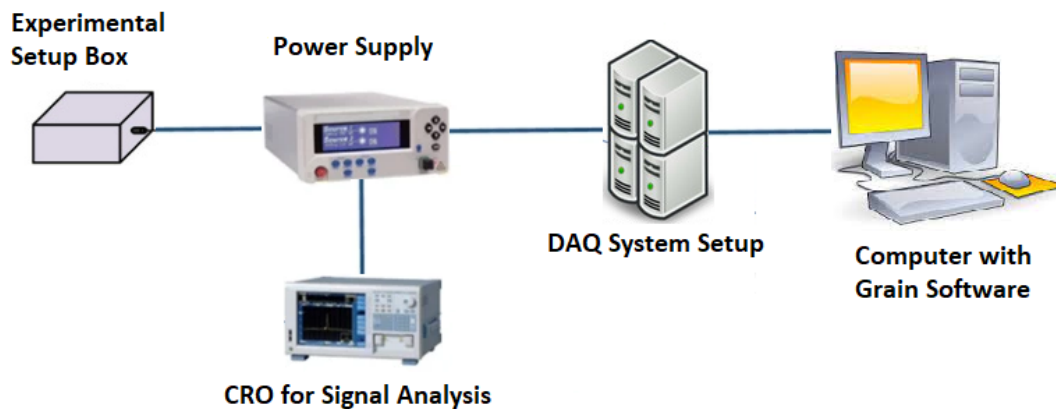 Experimental
Setup Box
Power Supply
DAQ System Setup
Computer with
Grain Software
CRO for Signal Analysis